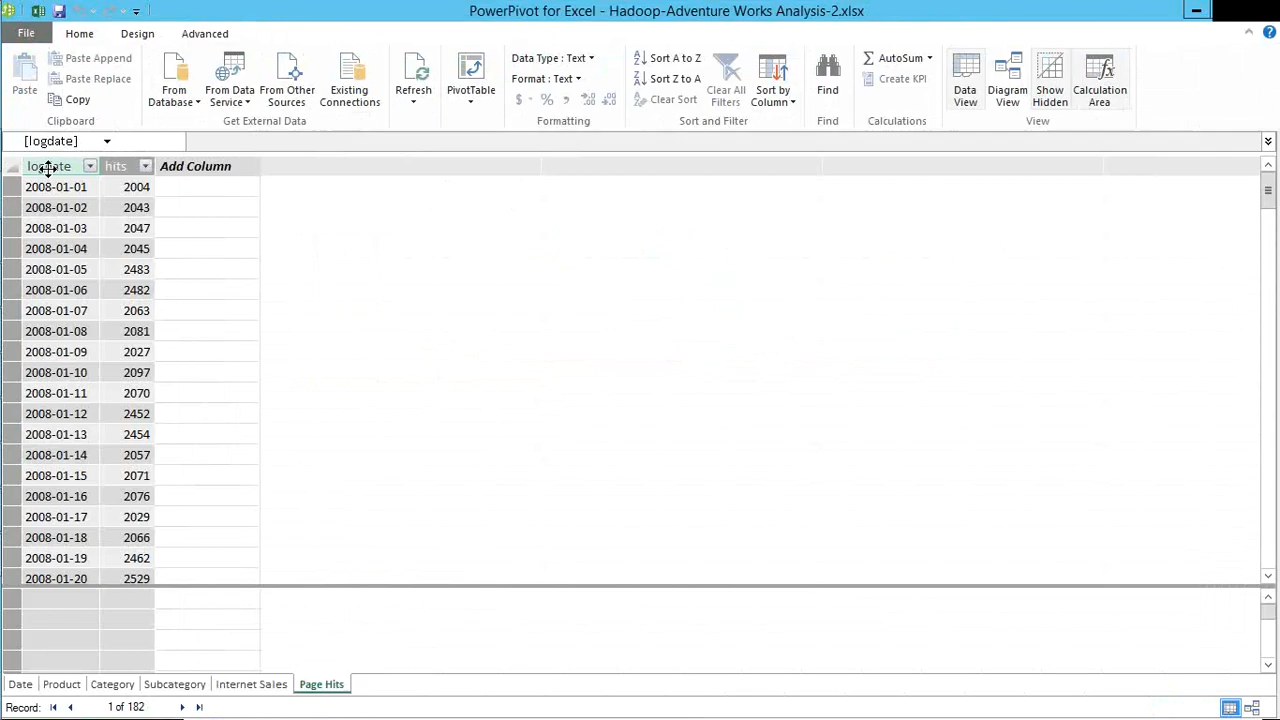 PowerPivot for Excel - Hadoop-Adventure Works Analysis-2.xlsx
File Home Design Advanced
Paste
Paste Append
Paste Replace
Copy
Clipboard
From Database
From Data Service
From Other Sources
Existing Connections
Get External Data
Refresh
PivotTable
Data Type : Text
Format : Text
$ % ,
Formatting
Sort A to Z
Sort Z to A
Clear Sort
Clear All Filters
Sort by Column
Sort and Filter
Find
Find
AutoSum
Create KPI
Calculations
Data View
Diagram View
Show Hidden
Calculation Area
View
[logdate]
logdate hits Add Column
2008-01-01 2004
2008-01-02 2043
2008-01-03 2047
2008-01-04 2045
2008-01-05 2483
2008-01-06 2482
2008-01-07 2063
2008-01-08 2081
2008-01-09 2027
2008-01-10 2097
2008-01-11 2070
2008-01-12 2452
2008-01-13 2454
2008-01-14 2057
2008-01-15 2071
2008-01-16 2076
2008-01-17 2029
2008-01-18 2066
2008-01-19 2462
2008-01-20 2529
Date Product Category Subcategory Internet Sales Page Hits
Record: 1 of 182